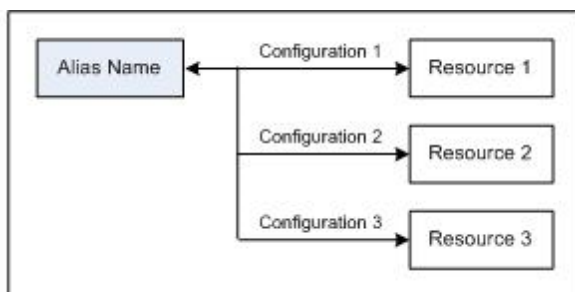 Alias Name
Configuration 1
Resource 1
Configuration 2
Resource 2
Configuration 3
Resource 3